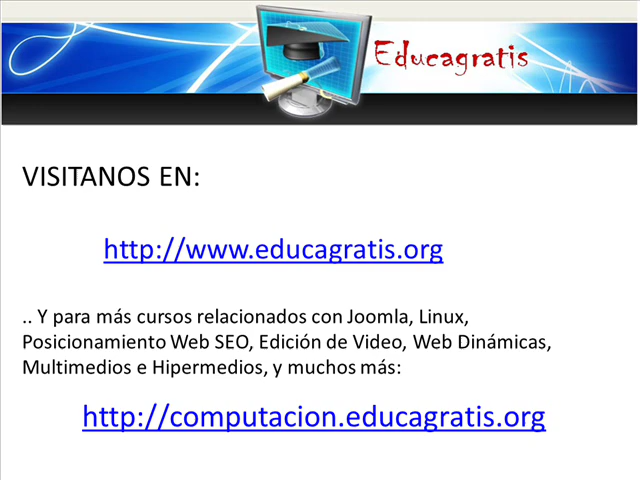 Educagratis
VISITANOS EN:
http://www.educagratis.org
.. Y para más cursos relacionados con Joomla, Linux,
Posicionamiento Web SEO, Edición de Video, Web Dinámicas,
Multimedios e Hipermedios, y muchos más:
http://computacion.educagratis.org